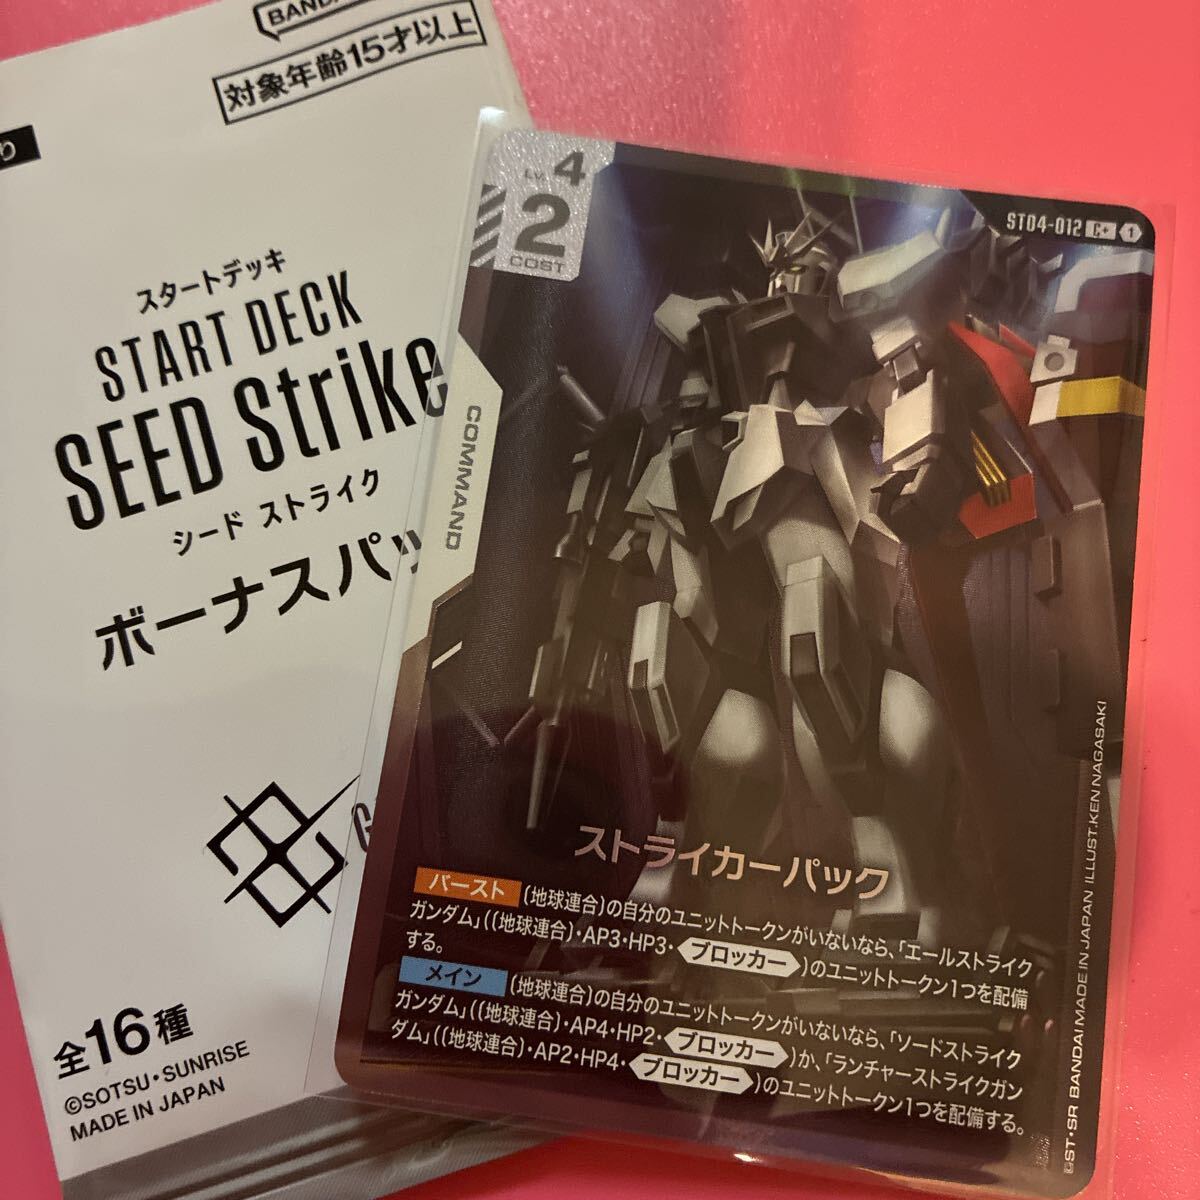 対象年齢15才以上
スタートデッキ
START DECK
SEED Strike
シード ストライク
ボーナスパッ
全16種
©SOTSU・SUNRISE
MADE IN JAPAN
Lv. 4
2
COST
ST04-012 C+ 1
COMMAND
ストライカーパック
バースト 〔地球連合〕の自分のユニットトークンがいないなら、「エールストライク
ガンダム」(〔地球連合〕・AP3・HP3・ブロッカー)のユニットトークン1つを配備
する。
メイン 〔地球連合〕の自分のユニットトークンがいないなら、「ソードストライク
ガンダム」(〔地球連合〕・AP4・HP2・ブロッカー)か、「ランチャーストライクガン
ダム」(〔地球連合〕・AP2・HP4・ブロッカー)のユニットトークン1つを配備する。
©ST・SR BANDAI MADE IN JAPAN ILLUST.KEN NAGASAKI